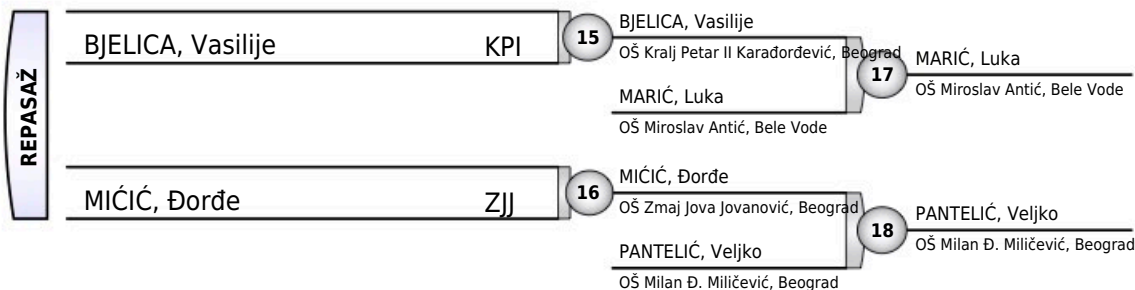 REPASAŽ
BJELICA, Vasilije KPI
15
BJELICA, Vasilije
OŠ Kralj Petar II Karađorđević, Beograd
MARIĆ, Luka
OŠ Miroslav Antić, Bele Vode
17
MARIĆ, Luka
OŠ Miroslav Antić, Bele Vode
MIĆIĆ, Đorđe ZJJ
16
MIĆIĆ, Đorđe
OŠ Zmaj Jova Jovanović, Beograd
PANTELIĆ, Veljko
OŠ Milan Đ. Miličević, Beograd
18
PANTELIĆ, Veljko
OŠ Milan Đ. Miličević, Beograd